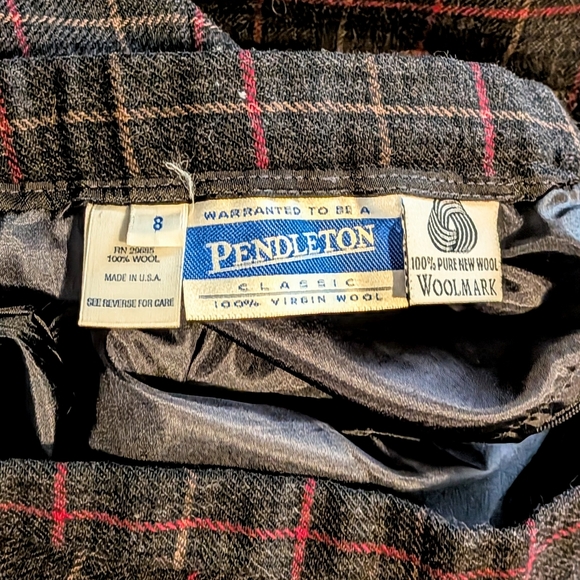 8
RN 29685
100% WOOL
MADE IN U.S.A.
SEE REVERSE FOR CARE
WARRANTED TO BE A
PENDLETON
CLASSIC
100% VIRGIN WOOL
100% PURE NEW WOOL
WOOLMARK